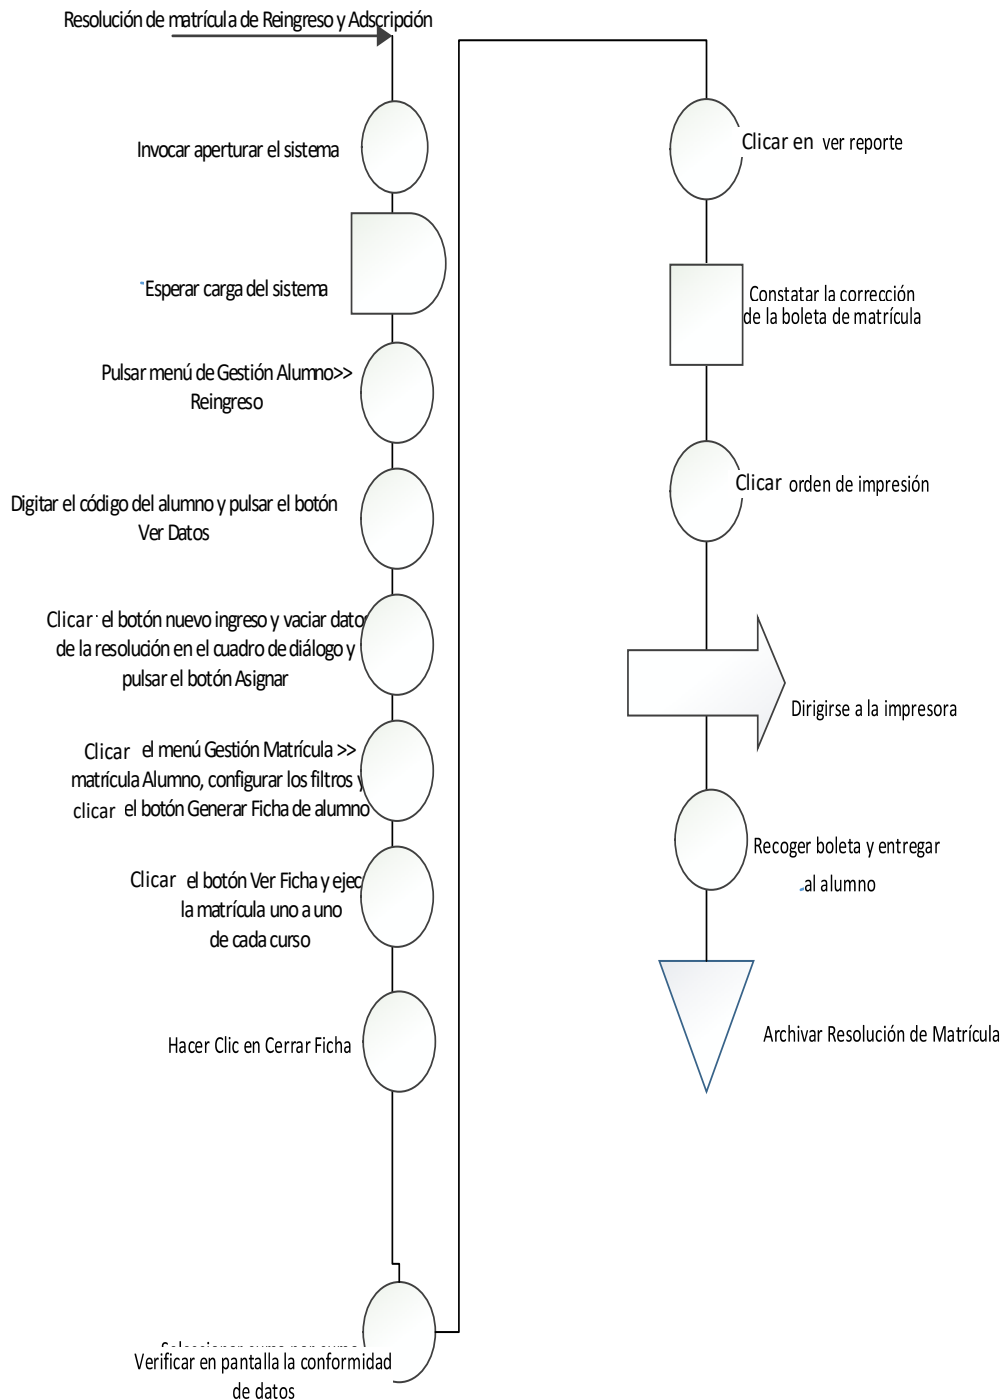 Resolución de matrícula de Reingreso y Adscripción
Invocar aperturar el sistema
Esperar carga del sistema
Pulsar menú de Gestión Alumno>>
Reingreso
Digitar el código del alumno y pulsar el botón
Ver Datos
Clicar el botón nuevo ingreso y vaciar datos
de la resolución en el cuadro de diálogo y
pulsar el botón Asignar
Clicar el menú Gestión Matrícula >>
matrícula Alumno, configurar los filtros y
clicar el botón Generar Ficha de alumno
Clicar el botón Ver Ficha y ejec
la matrícula uno a uno
de cada curso
Hacer Clic en Cerrar Ficha
Verificar en pantalla la conformidad
de datos
Clicar en ver reporte
Constatar la corrección
de la boleta de matrícula
Clicar orden de impresión
Dirigirse a la impresora
Recoger boleta y entregar
al alumno
Archivar Resolución de Matrícula